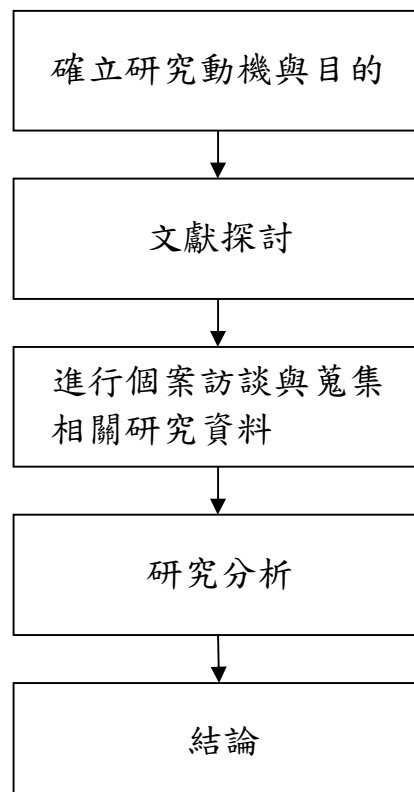 確立研究動機與目的
文獻探討
進行個案訪談與蒐集
相關研究資料
研究分析
結論